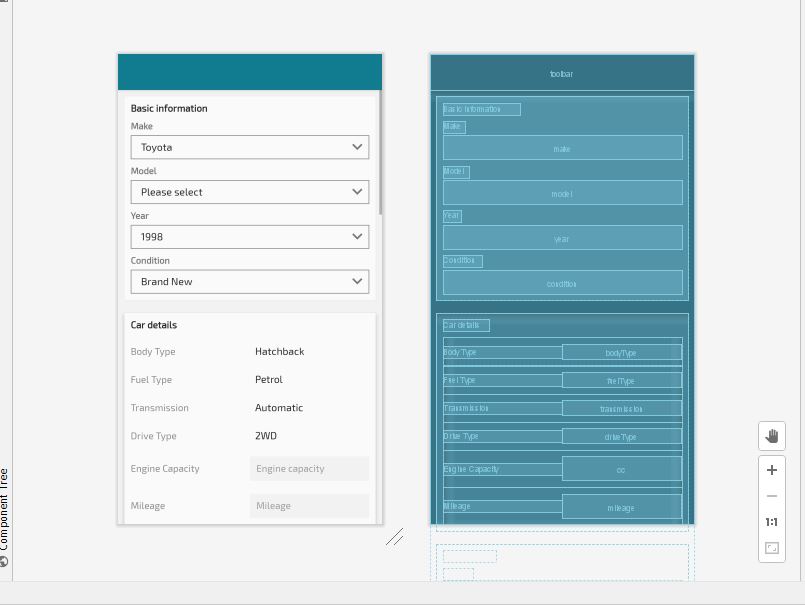 Basic information
Make
Toyota
Model
Please select
Year
1998
Condition
Brand New
Car details
Body Type Hatchback
Fuel Type Petrol
Transmission Automatic
Drive Type 2WD
Engine Capacity Engine capacity
Mileage Mileage
toolbar
Basic information
Make
make
Model
model
Year
year
Condition
condition
Car details
Body Type bodyType
Fuel Type fuelType
Transmission transmission
Drive Type driveType
Engine Capacity cc
Mileage mileage
Component Tree
1:1